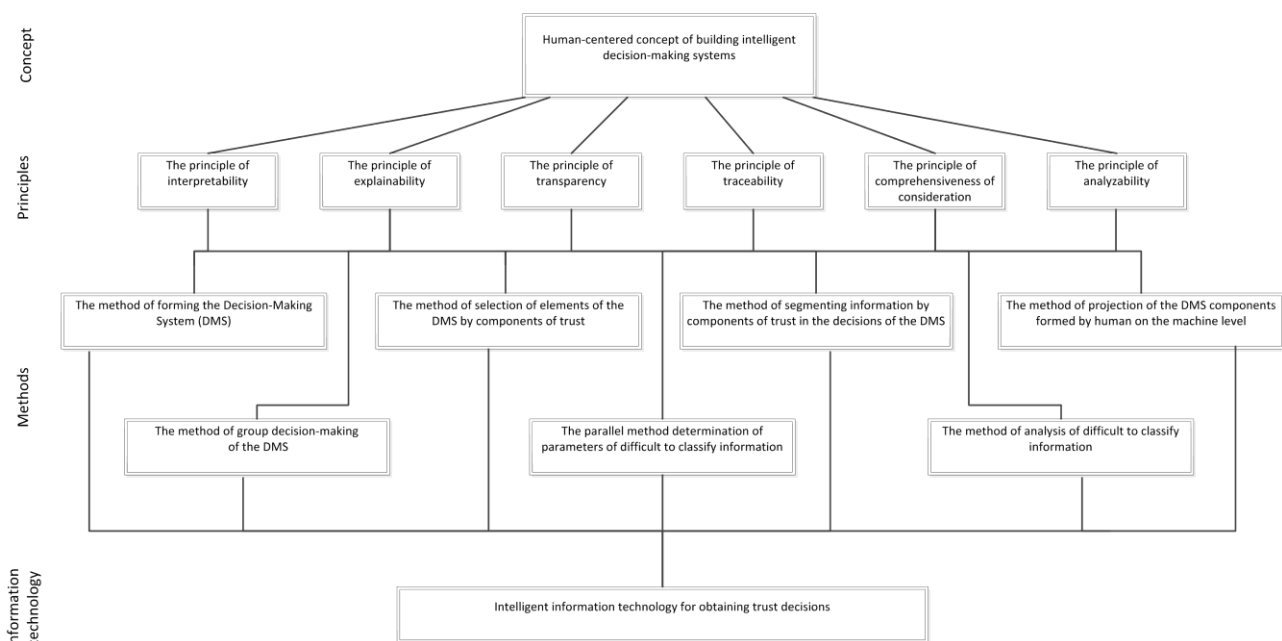 Concept
Human-centered concept of building intelligent
decision-making systems
Principles
The principle of
interpretability
The principle of
explainability
The principle of
transparency
The principle of
traceability
The principle of
comprehensiveness of
consideration
The principle of
analyzability
Methods
The method of forming the Decision-Making
System (DMS)
The method of selection of elements of the
DMS by components of trust
The method of segmenting information by
components of trust in the decisions of the DMS
The method of projection of the DMS components
formed by human on the machine level
The method of group decision-making
of the DMS
The parallel method determination of
parameters of difficult to classify information
The method of analysis of difficult to classify
information
Information
technology
Intelligent information technology for obtaining trust decisions